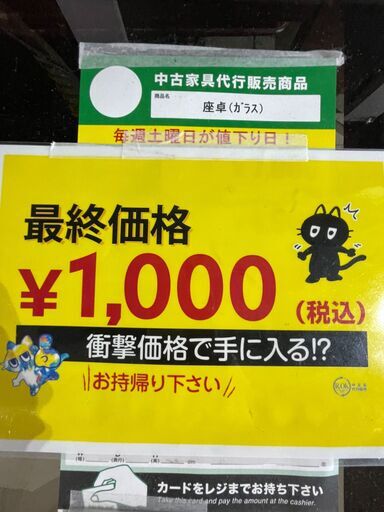 中古家具代行販売商品
商品名
座卓(ガラス)
毎週土曜日が値下り日!
最終価格
¥1,000
(税込)
衝撃価格で手に入る!?
お持帰り下さい
カードをレジまでお持ち下さい
Take this card and pay the amount at the cashier.